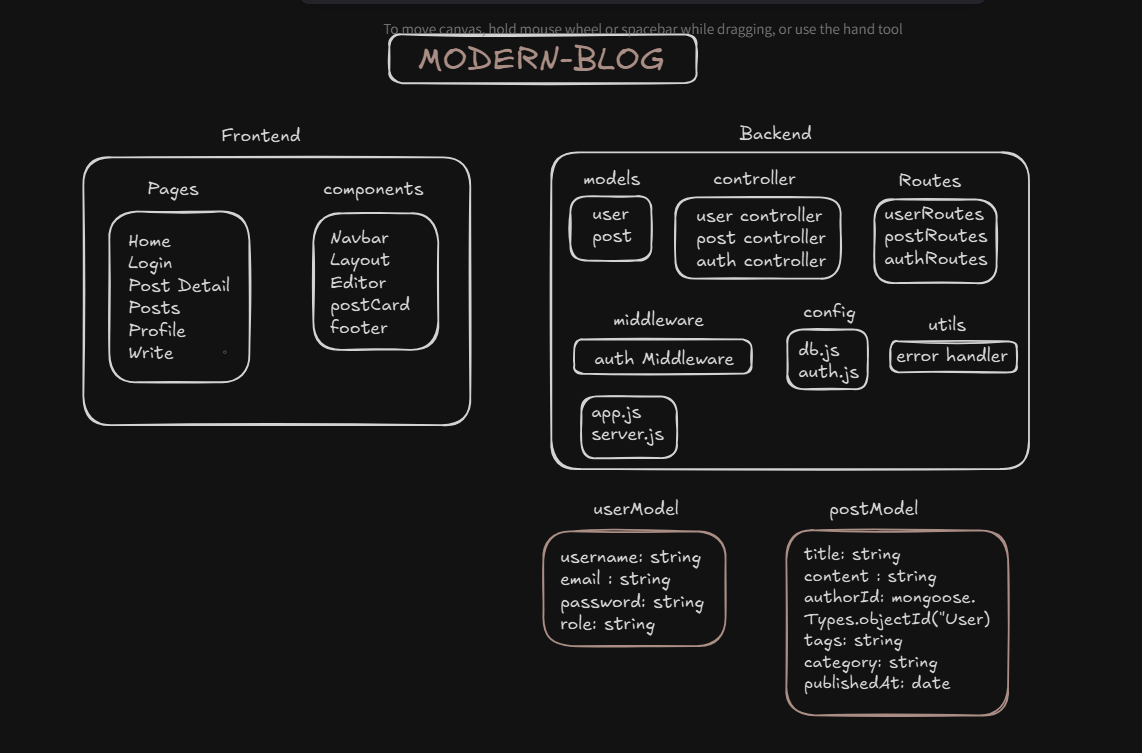 To move canvas, hold mouse wheel or spacebar while dragging, or use the hand tool
MODERN-BLOG
Frontend
Pages
Home
Login
Post Detail
Posts
Profile
Write
components
Navbar
Layout
Editor
postCard
footer
Backend
models
user
post
controller
user controller
post controller
auth controller
Routes
userRoutes
postRoutes
authRoutes
middleware
auth Middleware
config
db.js
auth.js
utils
error handler
app.js
server.js
userModel
username: string
email : string
password: string
role: string
postModel
title: string
content : string
authorId: mongoose.
Types.objectId("User)
tags: string
category: string
publishedAt: date